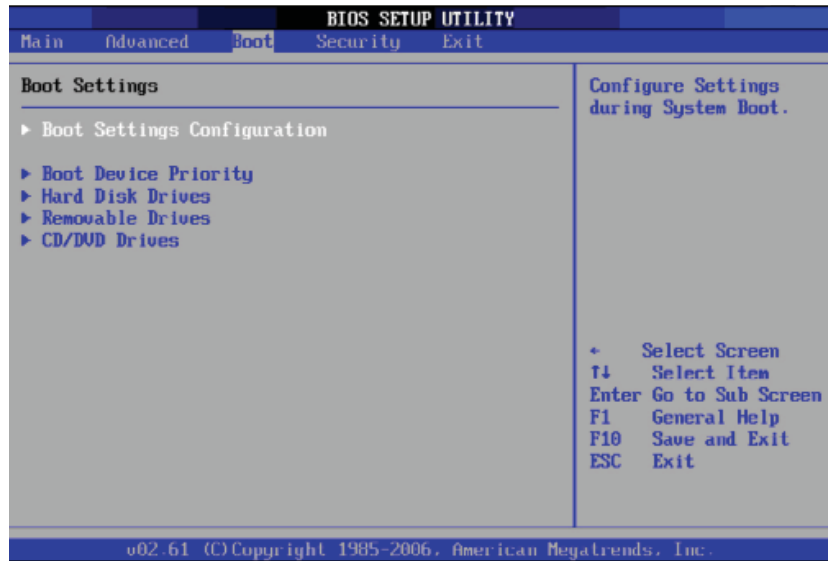 BIOS SETUP UTILITY
Main Advanced Boot Security Exit
Boot Settings
▶ Boot Settings Configuration
▶ Boot Device Priority
▶ Hard Disk Drives
▶ Removable Drives
▶ CD/DVD Drives
Configure Settings
during System Boot.
← Select Screen
↑↓ Select Item
Enter Go to Sub Screen
F1 General Help
F10 Save and Exit
ESC Exit
v02.61 (C)Copyright 1985-2006, American Megatrends, Inc.